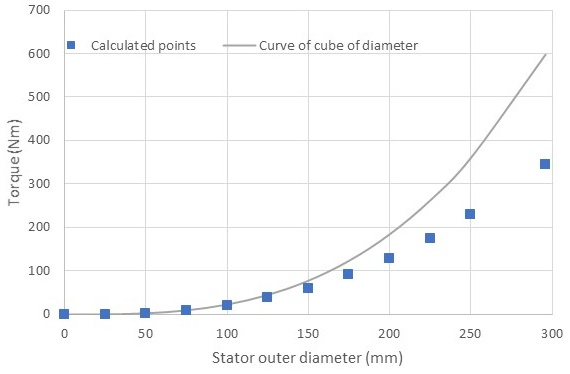 700
Calculated points Curve of cube of diameter
600
500
400
300
200
100
0
Torque (Nm)
0 50 100 150 200 250 300
Stator outer diameter (mm)